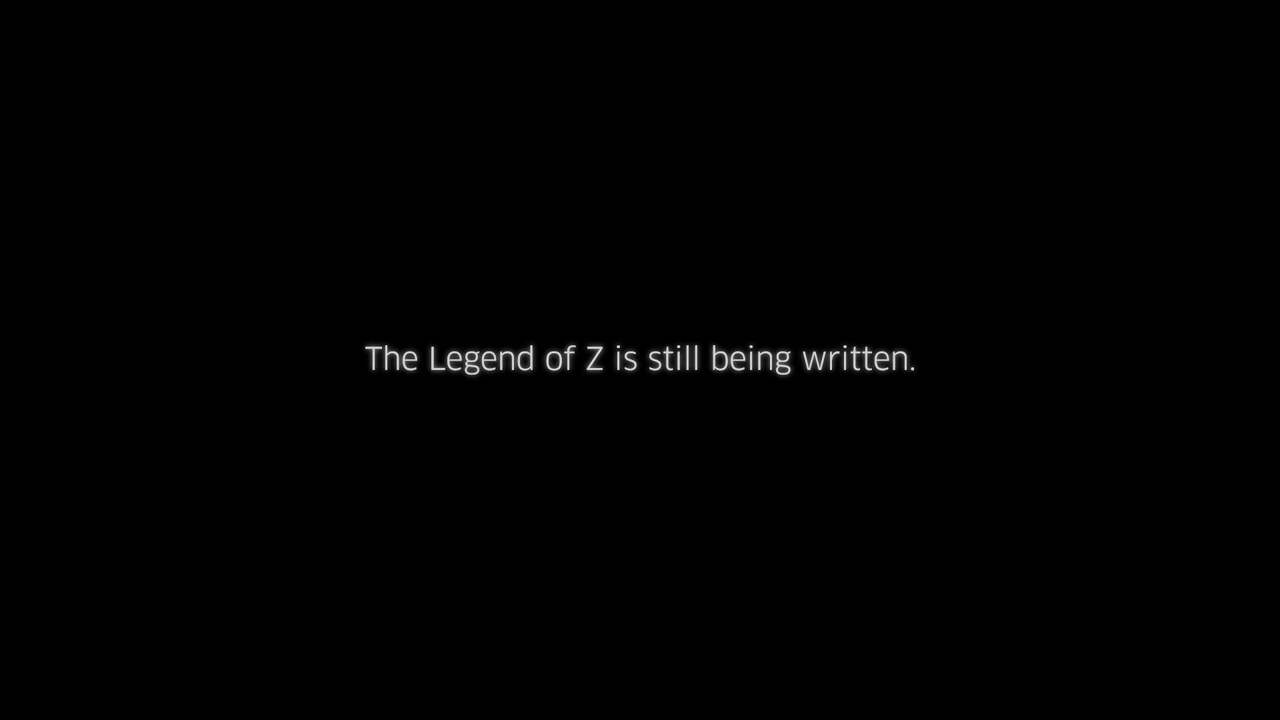 The Legend of Z is still being written.